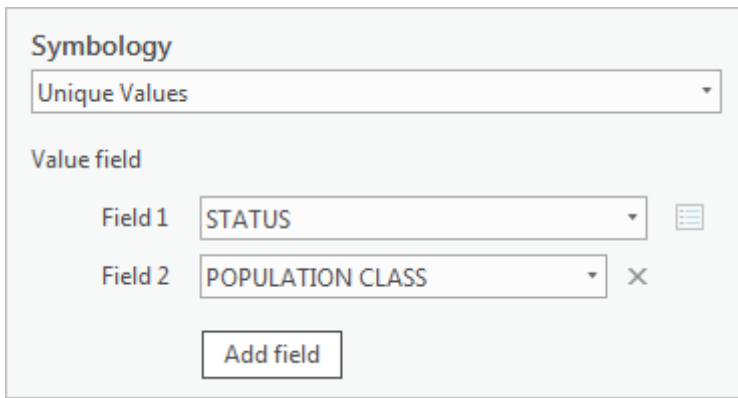 Symbology
Unique Values
Value field
Field 1 STATUS
Field 2 POPULATION CLASS
Add field